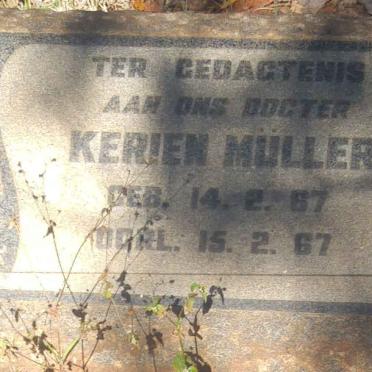 TER GEDAGTENIS
AAN ONS DOGTER
KERIEN MÜLLER
GEB. 14. 2. 67
OORL. 15. 2. 67